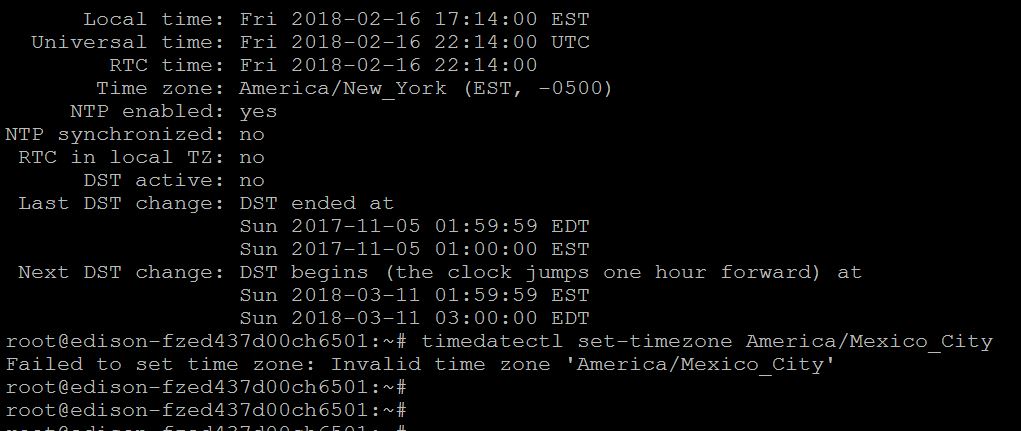 Local time: Fri 2018-02-16 17:14:00 EST
Universal time: Fri 2018-02-16 22:14:00 UTC
RTC time: Fri 2018-02-16 22:14:00
Time zone: America/New_York (EST, -0500)
NTP enabled: yes
NTP synchronized: no
RTC in local TZ: no
DST active: no
Last DST change: DST ended at
Sun 2017-11-05 01:59:59 EDT
Sun 2017-11-05 01:00:00 EST
Next DST change: DST begins (the clock jumps one hour forward) at
Sun 2018-03-11 01:59:59 EST
Sun 2018-03-11 03:00:00 EDT
root@edison-fzed437d00ch6501:~# timedatectl set-timezone America/Mexico_City
Failed to set time zone: Invalid time zone 'America/Mexico_City'
root@edison-fzed437d00ch6501:~#
root@edison-fzed437d00ch6501:~#
root@edison-fzed437d00ch6501:~#